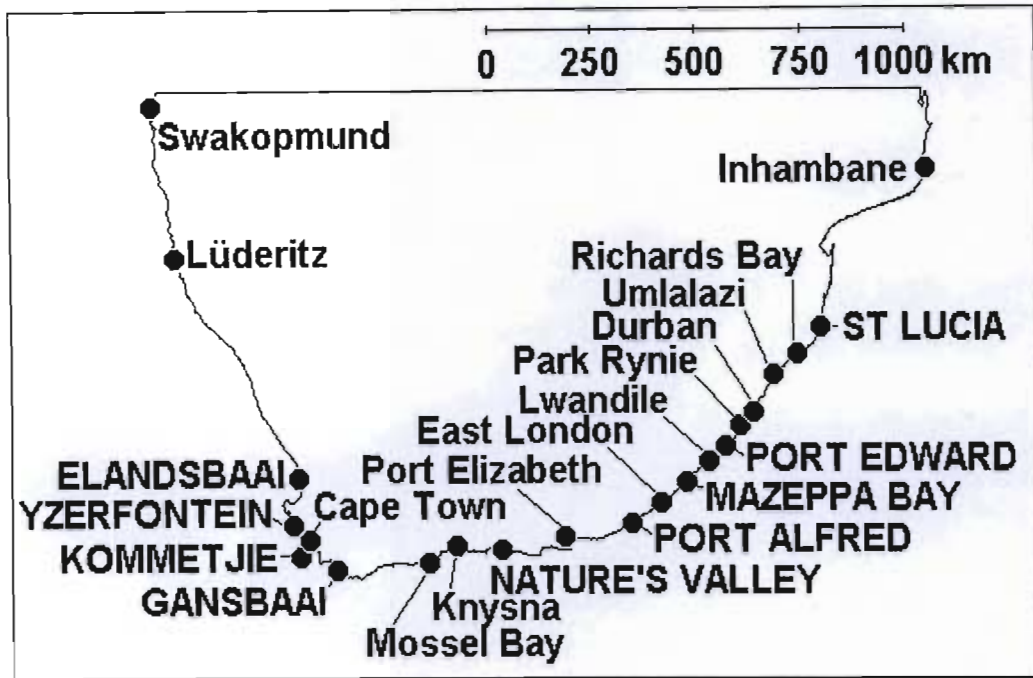 0 250 500 750 1000 km
Swakopmund
Inhambane
Lüderitz
Richards Bay
Umlalazi
Durban
ST LUCIA
Park Rynie
Lwandile
East London
PORT EDWARD
Port Elizabeth
ELANDSBAAI
MAZEPPA BAY
Cape Town
YZERFONTEIN
PORT ALFRED
KOMMETJIE
NATURE'S VALLEY
GANSBAAI
Knysna
Mossel Bay